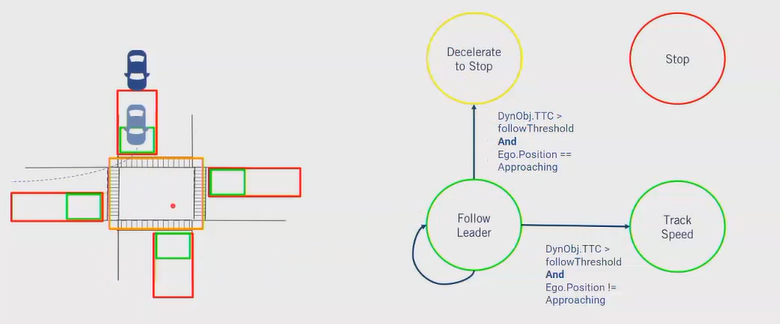 Decelerate
to Stop
Stop
DynObj.TTC >
followThreshold
And
Ego.Position ==
Approaching
Follow
Leader
Track
Speed
DynObj.TTC >
followThreshold
And
Ego.Position !=
Approaching